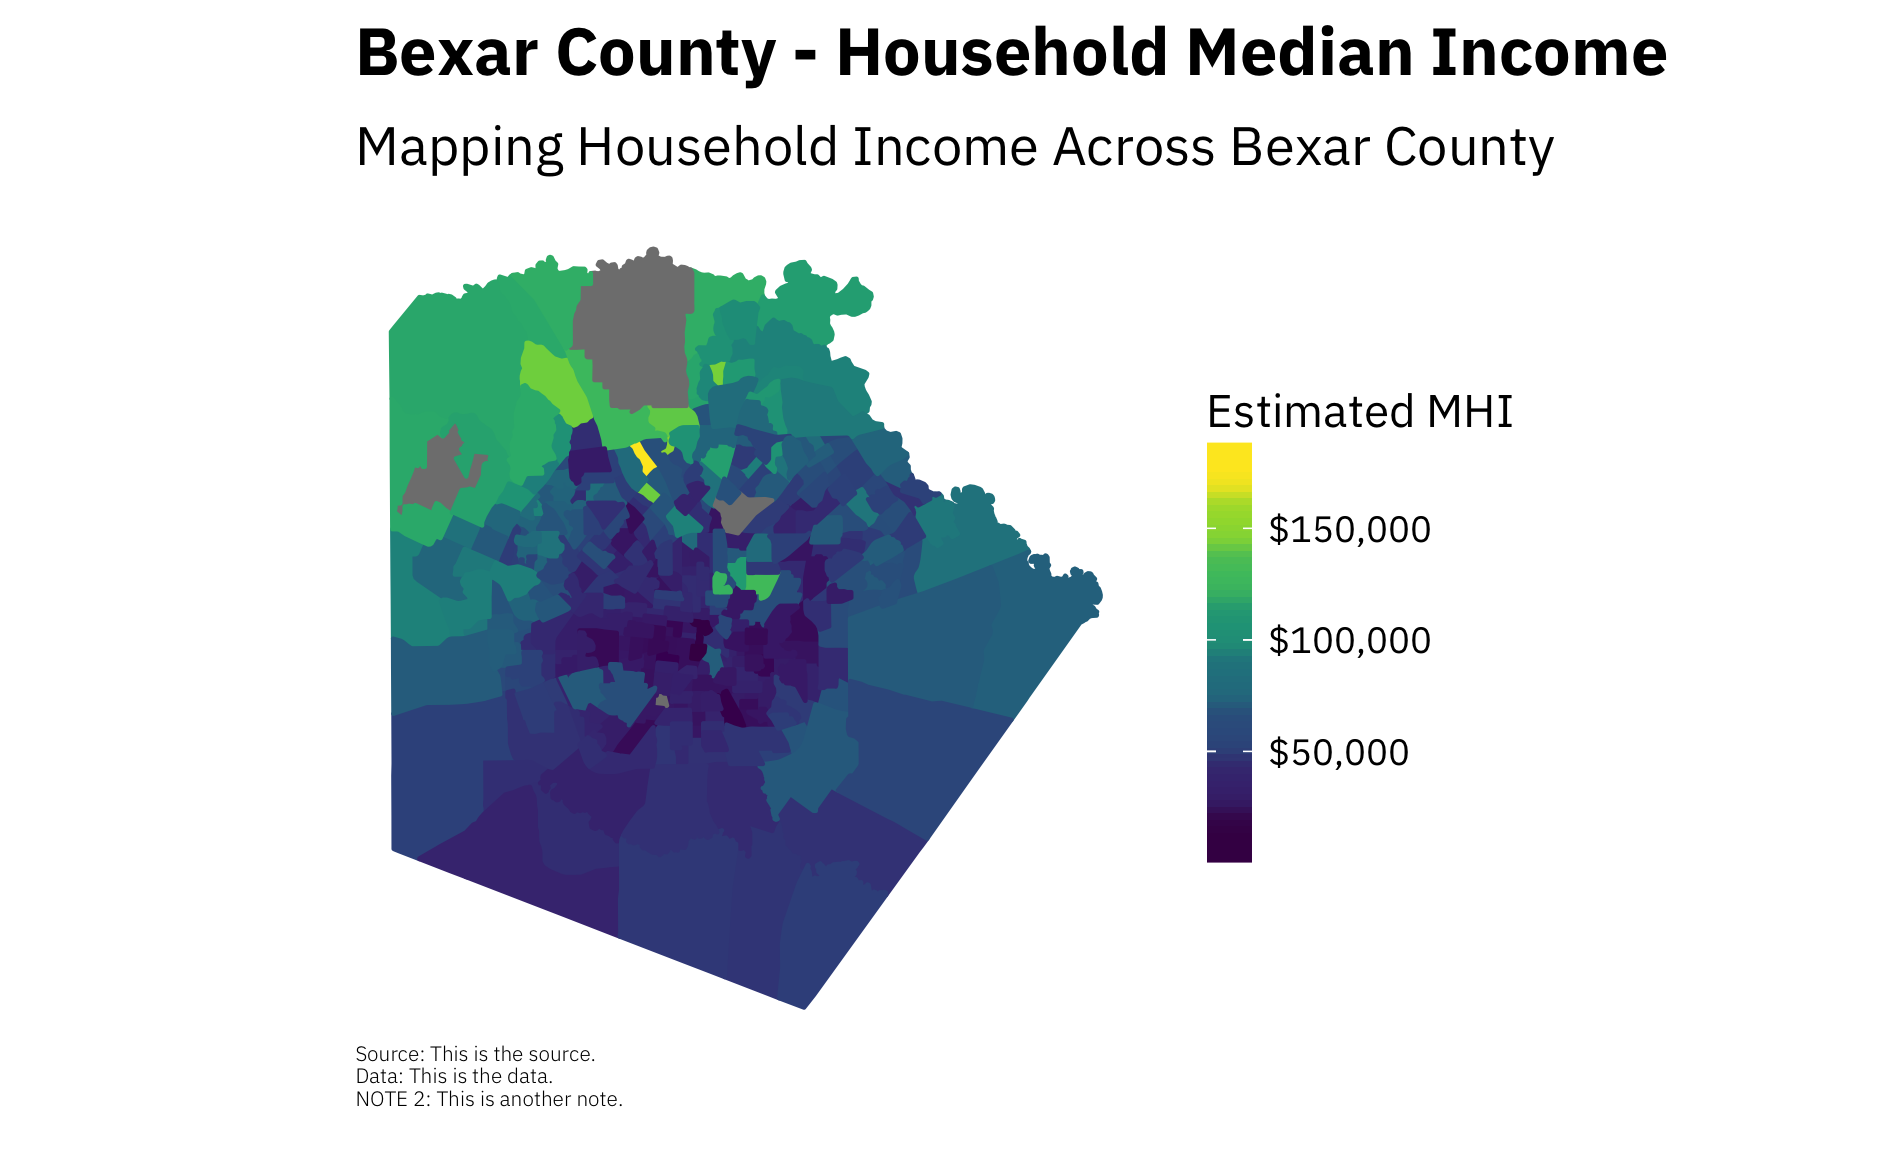 Bexar County - Household Median Income
Mapping Household Income Across Bexar County
Estimated MHI
$150,000
$100,000
$50,000
Source: This is the source.
Data: This is the data.
NOTE 2: This is another note.